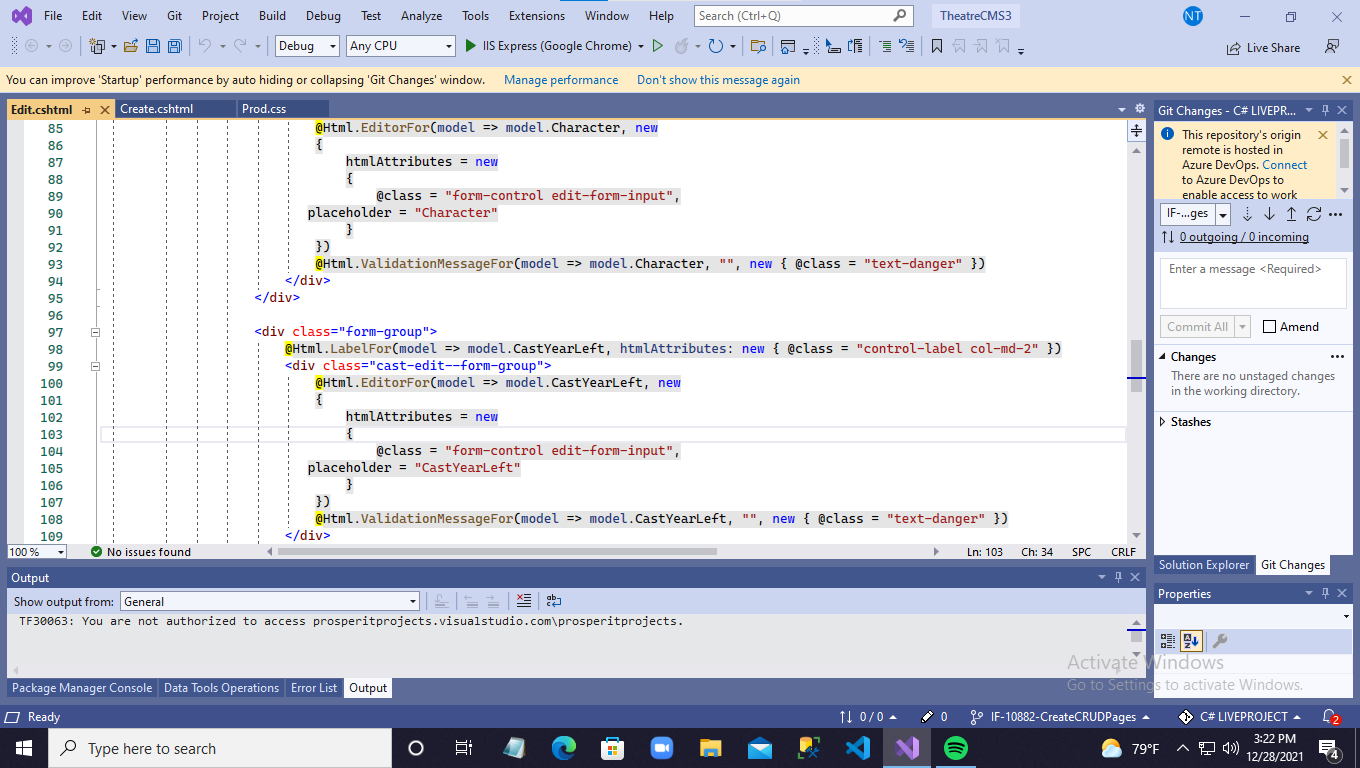 File Edit View Git Project Build Debug Test Analyze Tools Extensions Window Help Search (Ctrl+Q) TheatreCMS3 NT
Debug Any CPU IIS Express (Google Chrome) Live Share
You can improve 'Startup' performance by auto hiding or collapsing 'Git Changes' window. Manage performance Don't show this message again
Edit.cshtml Create.cshtml Prod.css
85 @Html.EditorFor(model => model.Character, new
86 {
87 htmlAttributes = new
88 {
89 @class = "form-control edit-form-input",
90 placeholder = "Character"
91 }
92 })
93 @Html.ValidationMessageFor(model => model.Character, "", new { @class = "text-danger" })
94 </div>
95 </div>
96
97 <div class="form-group">
98 @Html.LabelFor(model => model.CastYearLeft, htmlAttributes: new { @class = "control-label col-md-2" })
99 <div class="cast-edit--form-group">
100 @Html.EditorFor(model => model.CastYearLeft, new
101 {
102 htmlAttributes = new
103 {
104 @class = "form-control edit-form-input",
105 placeholder = "CastYearLeft"
106 }
107 })
108 @Html.ValidationMessageFor(model => model.CastYearLeft, "", new { @class = "text-danger" })
109 </div>
100 % No issues found Ln: 103 Ch: 34 SPC CRLF
Git Changes - C# LIVEPR...
This repository's origin
remote is hosted in
Azure DevOps. Connect
to Azure DevOps to
enable access to work
IF-...ges
0 outgoing / 0 incoming
Enter a message <Required>
Commit All Amend
Changes
There are no unstaged changes
in the working directory.
Stashes
Solution Explorer Git Changes
Properties
Output
Show output from: General
TF30063: You are not authorized to access prosperitprojects.visualstudio.com\prosperitprojects.
Package Manager Console Data Tools Operations Error List Output
Activate Windows
Go to Settings to activate Windows.
Ready 0 / 0 0 IF-10882-CreateCRUDPages C# LIVEPROJECT 2
Type here to search 79°F 3:22 PM
12/28/2021 4